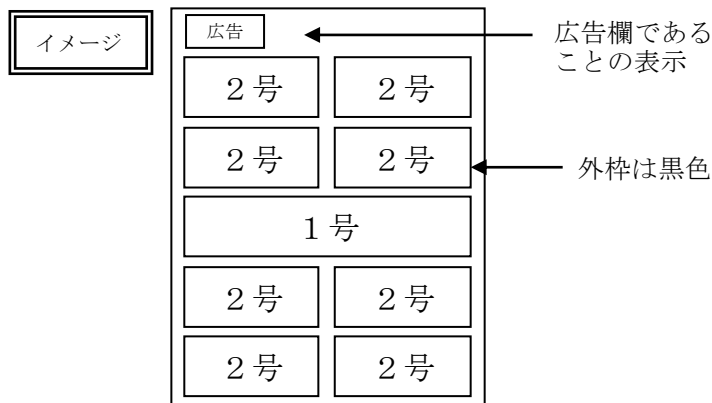 イメージ
広告
広告欄である
ことの表示
２号 ２号
２号 ２号
外枠は黒色
１号
２号 ２号
２号 ２号